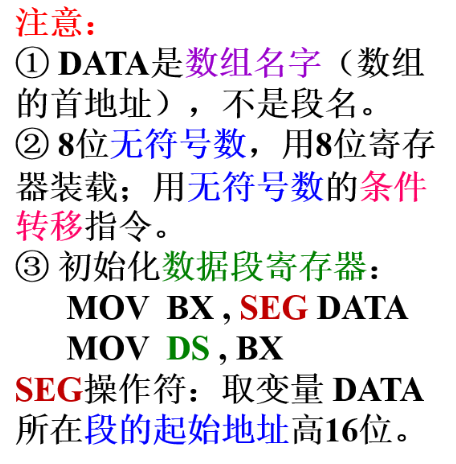 注意：
① DATA是数组名字（数组
的首地址），不是段名。
② 8位无符号数，用8位寄存
器装载；用无符号数的条件
转移指令。
③ 初始化数据段寄存器：
MOV BX , SEG DATA
MOV DS , BX
SEG操作符：取变量 DATA
所在段的起始地址高16位。